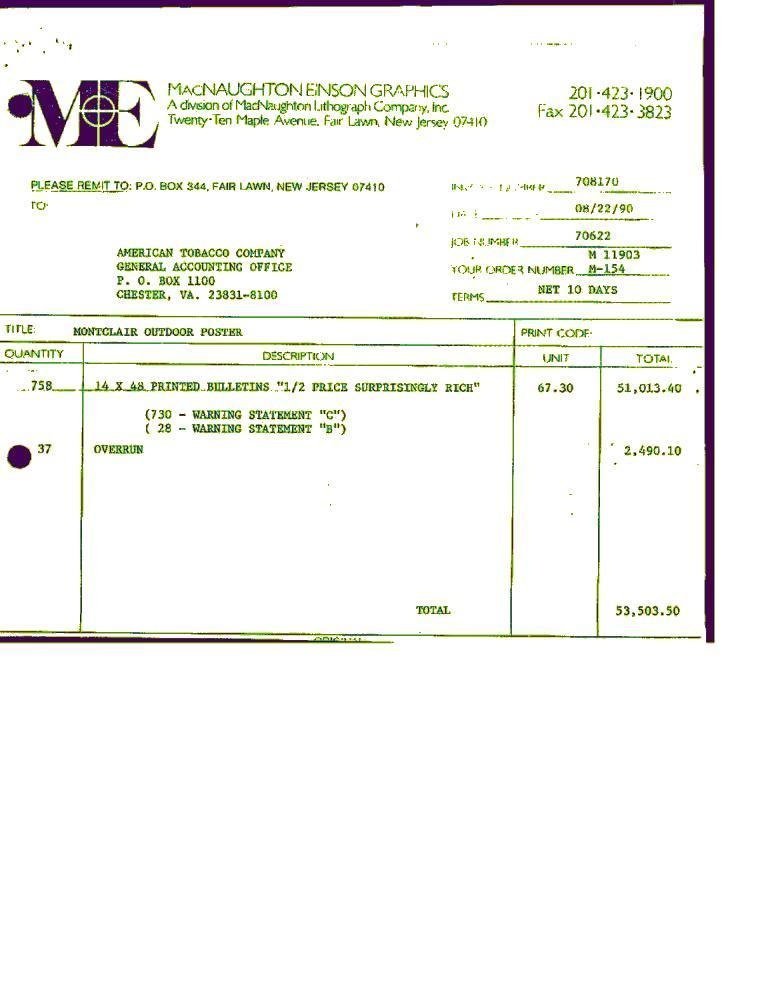 ME
MACNAUGHTON EINSON GRAPHICS
A division of MacNaughton Lithograph Company, Inc.
Twenty-Ten Maple Avenue, Fair Lawn, New Jersey 07410
201·423·1900
Fax 201·423·3823
PLEASE REMIT TO: P.O. BOX 344, FAIR LAWN, NEW JERSEY 07410
TO:
708170
08/22/90
JOB NUMBER 70622
M 11903
YOUR ORDER NUMBER M-154
TERMS NET 10 DAYS
AMERICAN TOBACCO COMPANY
GENERAL ACCOUNTING OFFICE
P. O. BOX 1100
CHESTER, VA. 23831-8100
TITLE: MONTCLAIR OUTDOOR POSTER PRINT CODE:
QUANTITY DESCRIPTION UNIT TOTAL
758 14 X 48 PRINTED BULLETINS "1/2 PRICE SURPRISINGLY RICH" 67.30 51,013.40
(730 - WARNING STATEMENT "C")
( 28 - WARNING STATEMENT "B")
37 OVERRUN 2,490.10
TOTAL 53,503.50